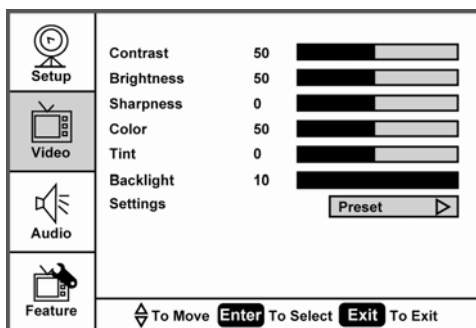 Setup
Video
Audio
Feature
Contrast 50
Brightness 50
Sharpness 0
Color 50
Tint 0
Backlight 10
Settings Preset
To Move Enter To Select Exit To Exit